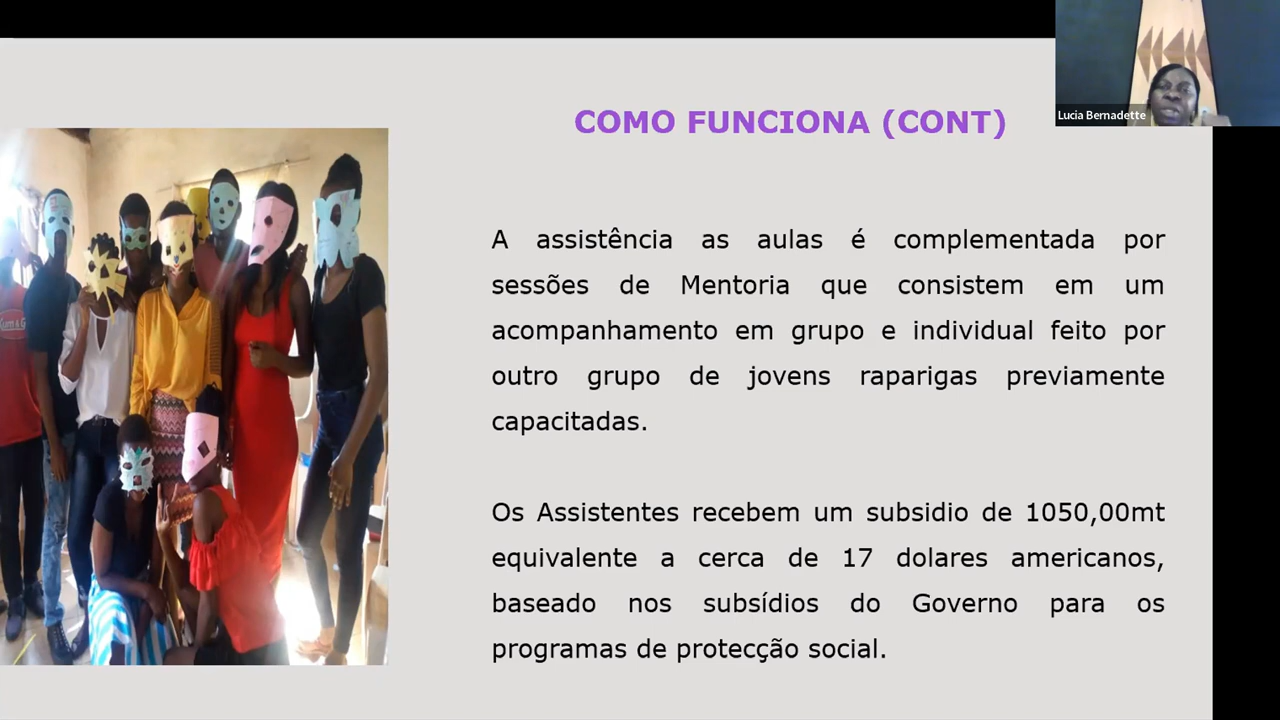 COMO FUNCIONA (CONT)
Lucia Bernadette
A assistência as aulas é complementada por
sessões de Mentoria que consistem em um
acompanhamento em grupo e individual feito por
outro grupo de jovens raparigas previamente
capacitadas.
Os Assistentes recebem um subsidio de 1050,00mt
equivalente a cerca de 17 dolares americanos,
baseado nos subsídios do Governo para os
programas de protecção social.